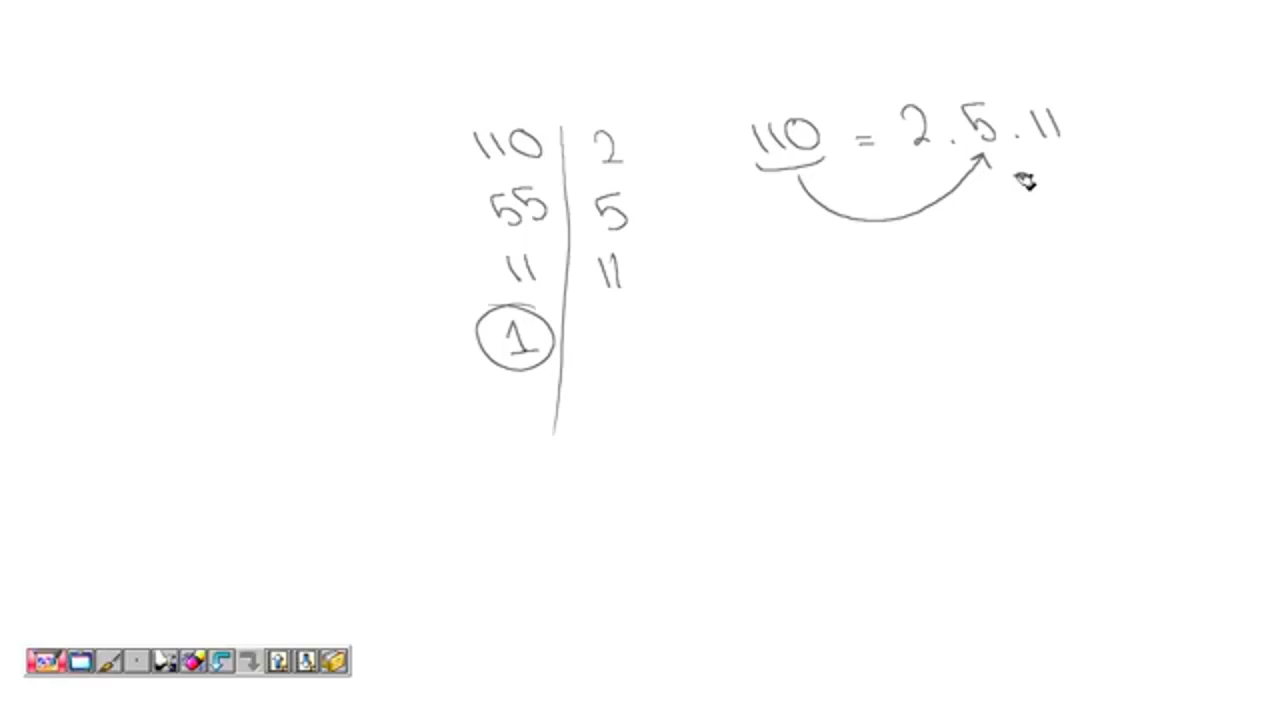 110 | 2
55 | 5
11 | 11
1
110 = 2 . 5 . 11